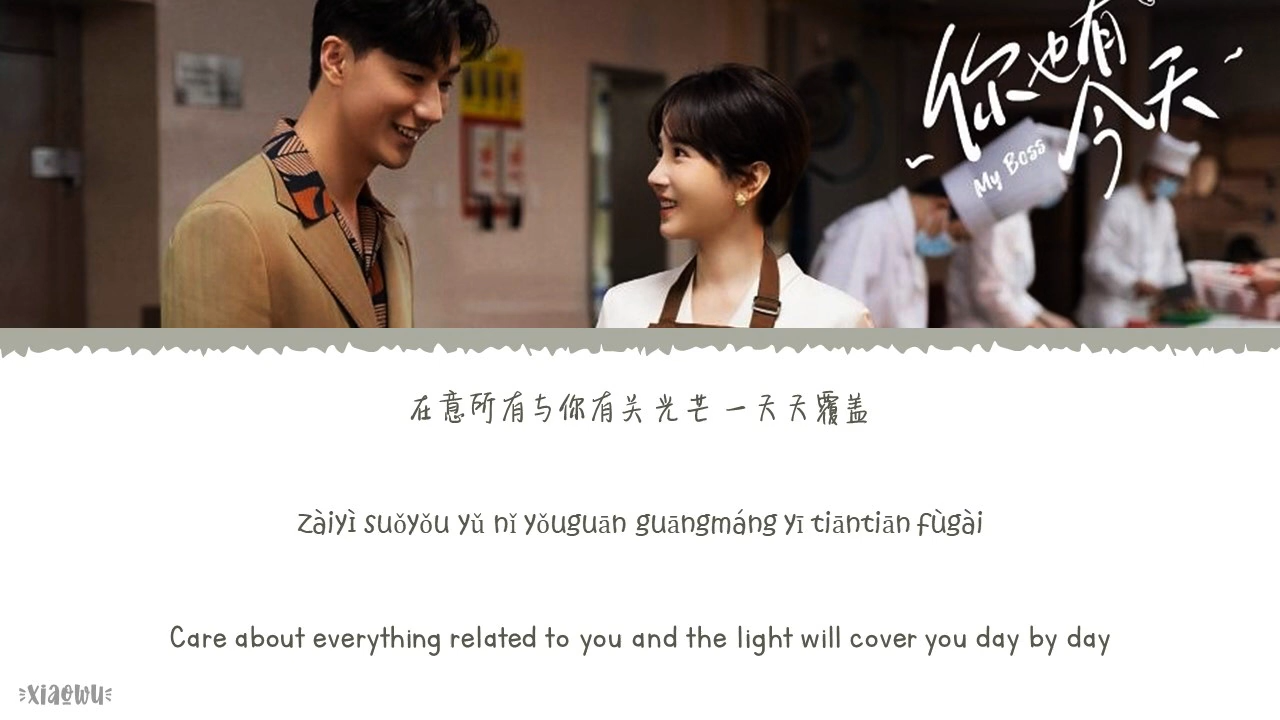 你也有
今天
My Boss
在意所有与你有关 光芒 一天天覆盖
zàiyì suǒyǒu yǔ nǐ yǒuguān guāngmáng yī tiāntiān fùgài
Care about everything related to you and the light will cover you day by day
xiaowu